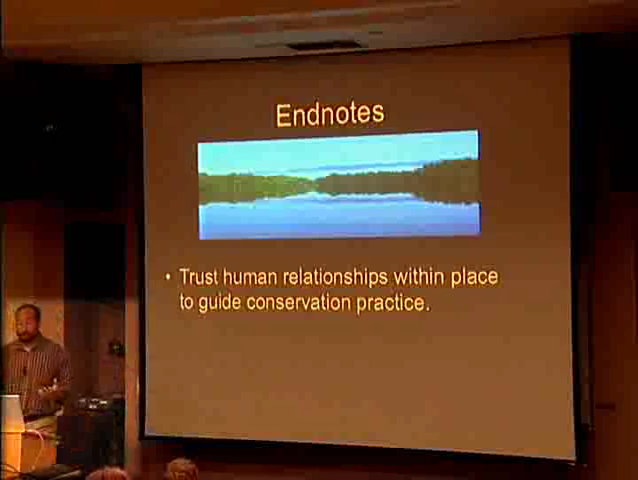 Endnotes
• Trust human relationships within place
to guide conservation practice.